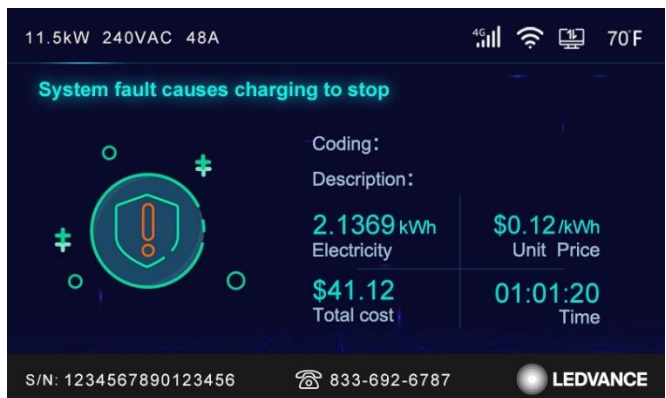 11.5kW 240VAC 48A 4G 70°F
System fault causes charging to stop
Coding:
Description:
2.1369 kWh $0.12/kWh
Electricity Unit Price
$41.12 01:01:20
Total cost Time
S/N: 1234567890123456 833-692-6787 LEDVANCE